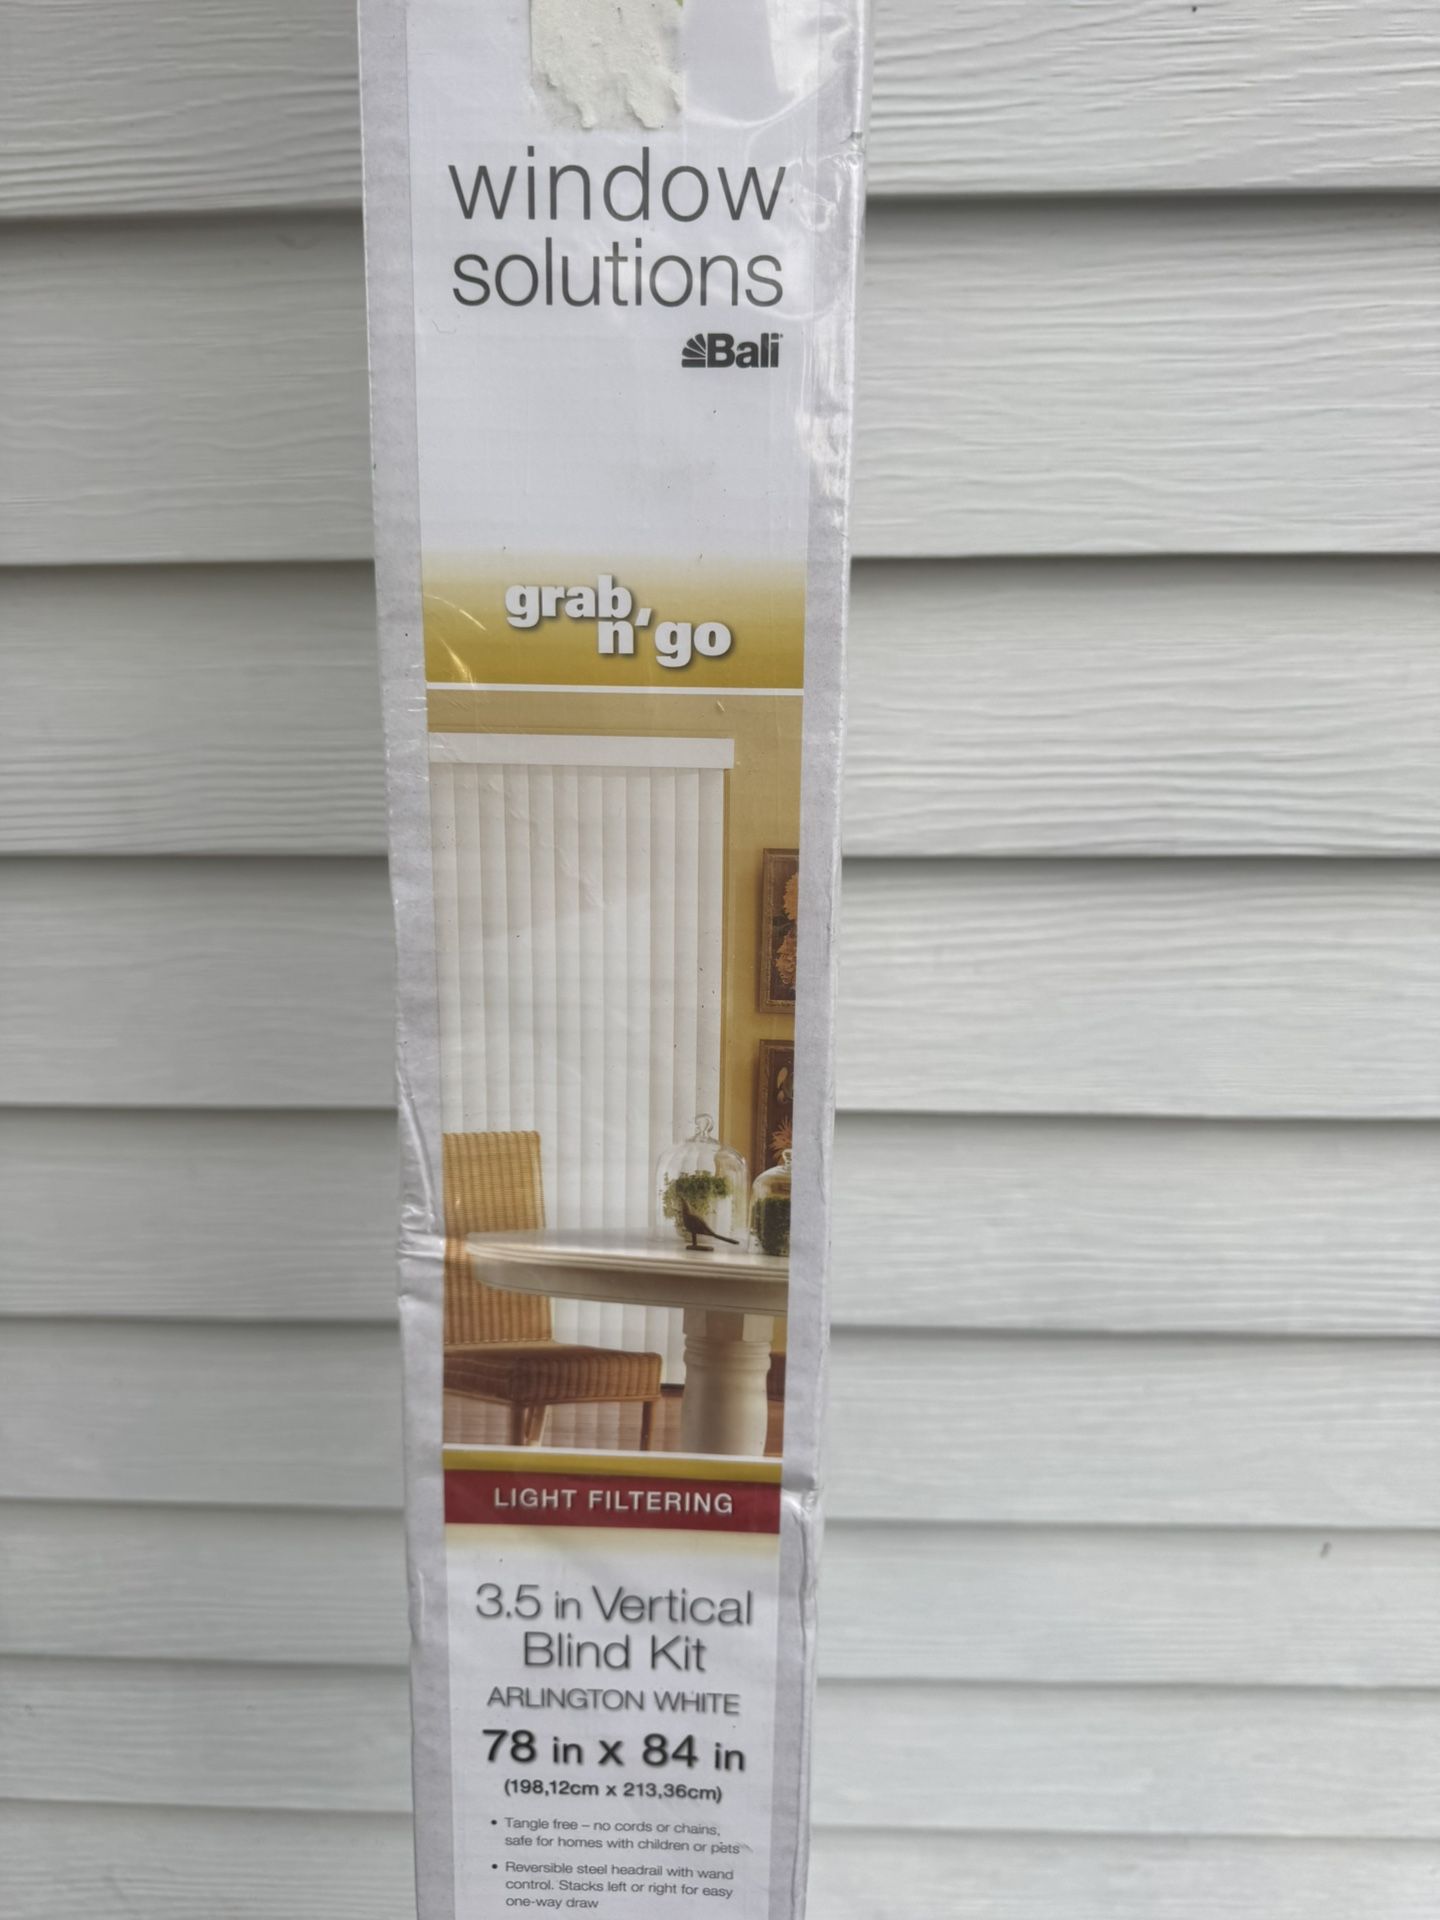 window
solutions
Bali
grab
n' go
LIGHT FILTERING
3.5 in Vertical
Blind Kit
ARLINGTON WHITE
78 in x 84 in
(198,12cm x 213,36cm)
• Tangle free – no cords or chains,
safe for homes with children or pets
• Reversible steel headrail with wand
control. Stacks left or right for easy
one-way draw